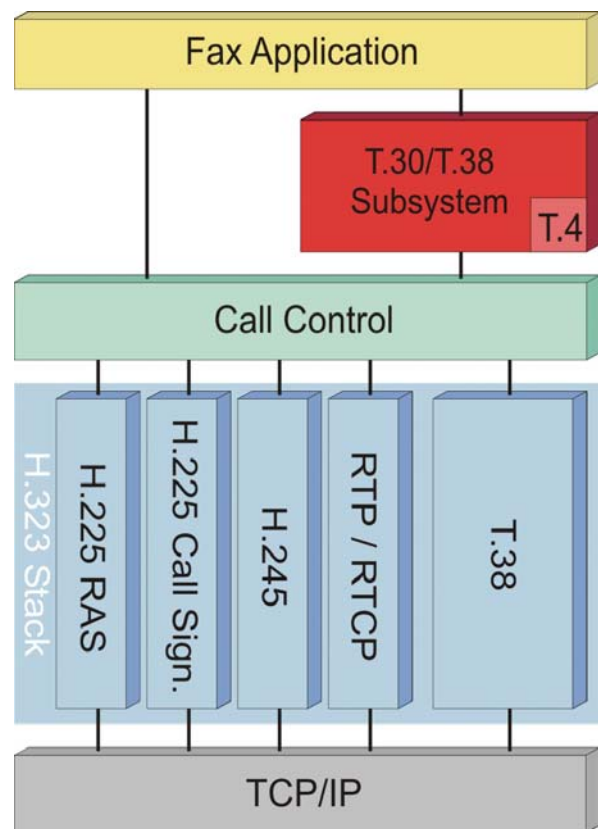 Fax Application
T.30/T.38
Subsystem
T.4
Call Control
H.323 Stack
H.225 RAS
H.225 Call Sign.
H.245
RTP / RTCP
T.38
TCP/IP